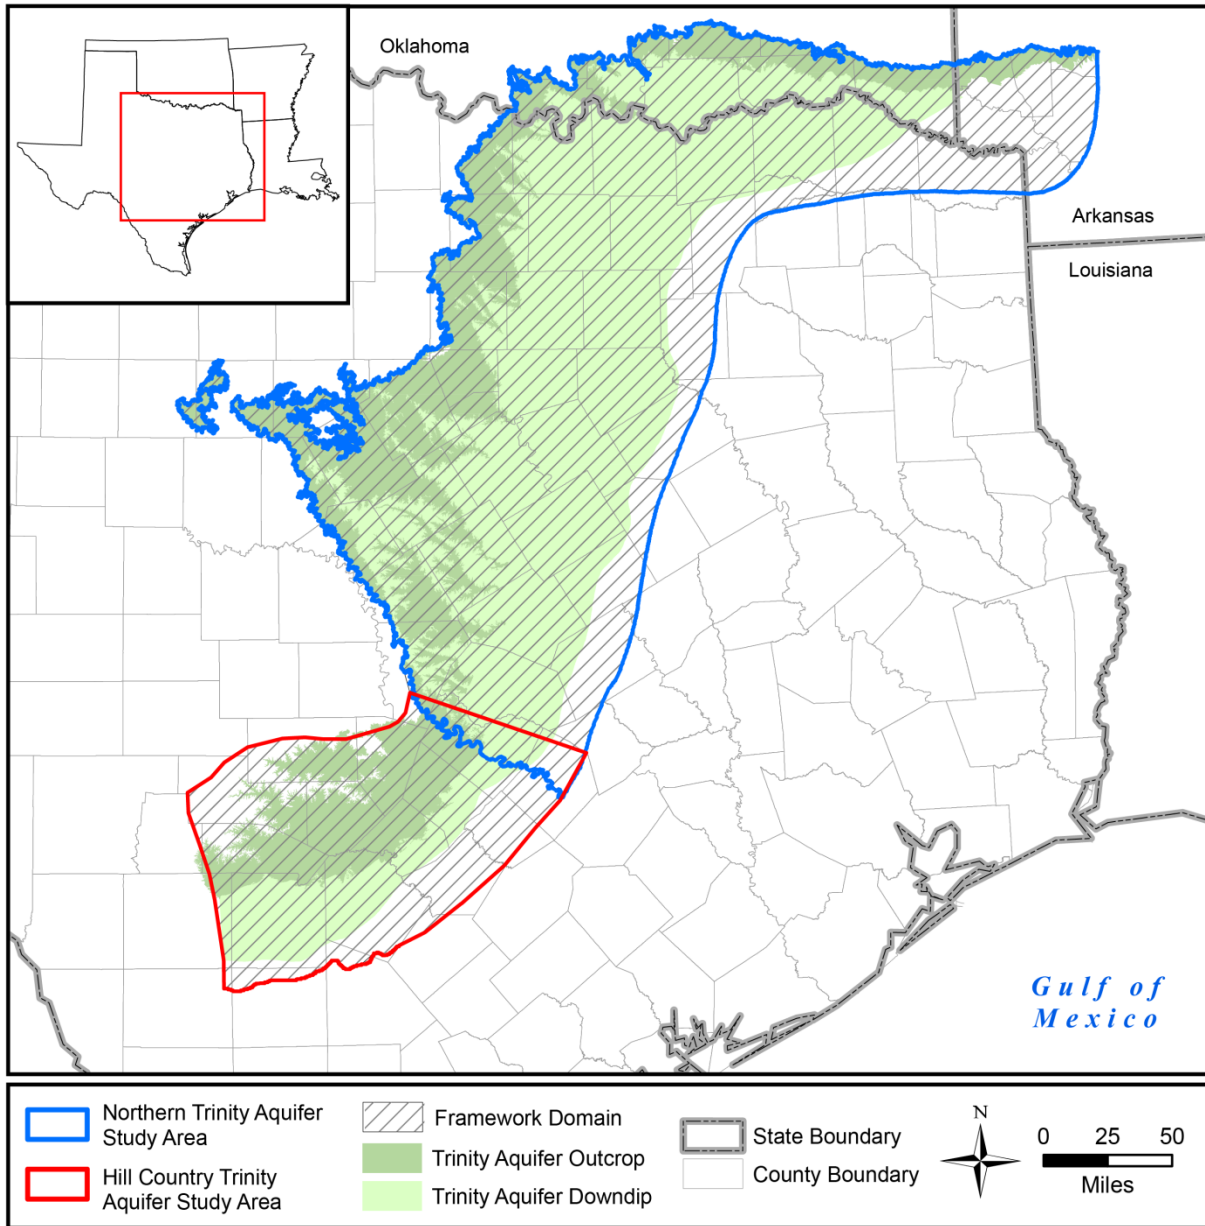 Oklahoma
Arkansas
Louisiana
Gulf of
Mexico
Northern Trinity Aquifer
Study Area
Hill Country Trinity
Aquifer Study Area
Framework Domain
Trinity Aquifer Outcrop
Trinity Aquifer Downdip
State Boundary
County Boundary
N
0 25 50
Miles